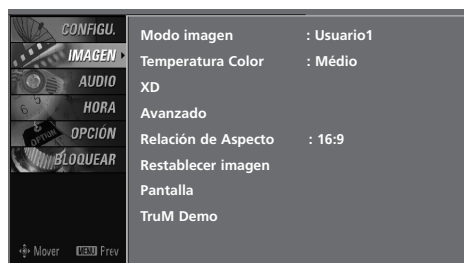 CONFIGU.
IMAGEN
AUDIO
HORA
OPCIÓN
OPTION
BLOQUEAR
Mover MENU Prev
Modo imagen : Usuario1
Temperatura Color : Médio
XD
Avanzado
Relación de Aspecto : 16:9
Restablecer imagen
Pantalla
TruM Demo